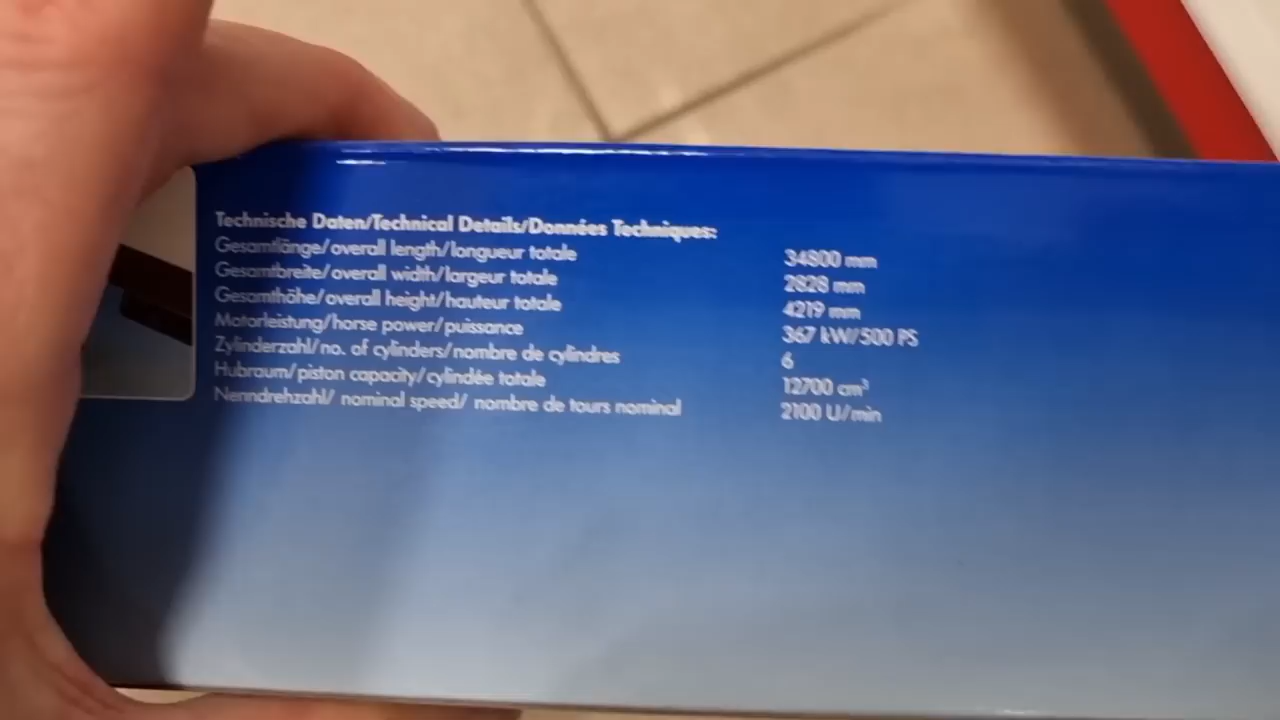 Technische Daten/Technical Details/Données Techniques:
Gesamtlänge/overall length/longueur totale 34800 mm
Gesamtbreite/overall width/largeur totale 2828 mm
Gesamthöhe/overall height/hauteur totale 4219 mm
Motorleistung/horse power/puissance 367 kW/500 PS
Zylinderzahl/no. of cylinders/nombre de cylindres 6
Hubraum/piston capacity/cylindée totale 12700 cm³
Nenndrehzahl/ nominal speed/ nombre de tours nominal 2100 U/min